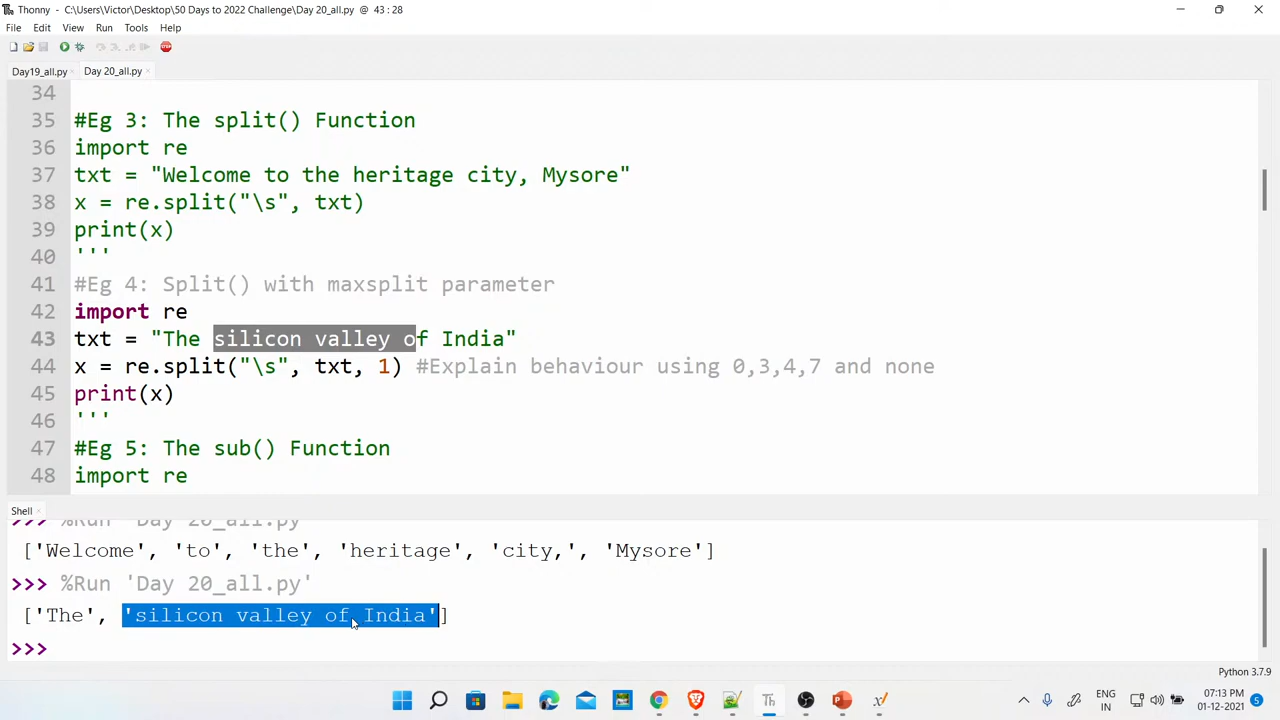 Thonny - C:\Users\Victor\Desktop\50 Days to 2022 Challenge\Day 20_all.py @ 43 : 28
File Edit View Run Tools Help
Day19_all.py × Day 20_all.py ×
34
35 #Eg 3: The split() Function
36 import re
37 txt = "Welcome to the heritage city, Mysore"
38 x = re.split("\s", txt)
39 print(x)
40 '''
41 #Eg 4: Split() with maxsplit parameter
42 import re
43 txt = "The silicon valley of India"
44 x = re.split("\s", txt, 1) #Explain behaviour using 0,3,4,7 and none
45 print(x)
46 '''
47 #Eg 5: The sub() Function
48 import re
Shell ×
>>> %Run 'Day 20_all.py'
['Welcome', 'to', 'the', 'heritage', 'city,', 'Mysore']
>>> %Run 'Day 20_all.py'
['The', 'silicon valley of India']
>>>
Python 3.7.9
Th
ENG
IN
07:13 PM
01-12-2021
5